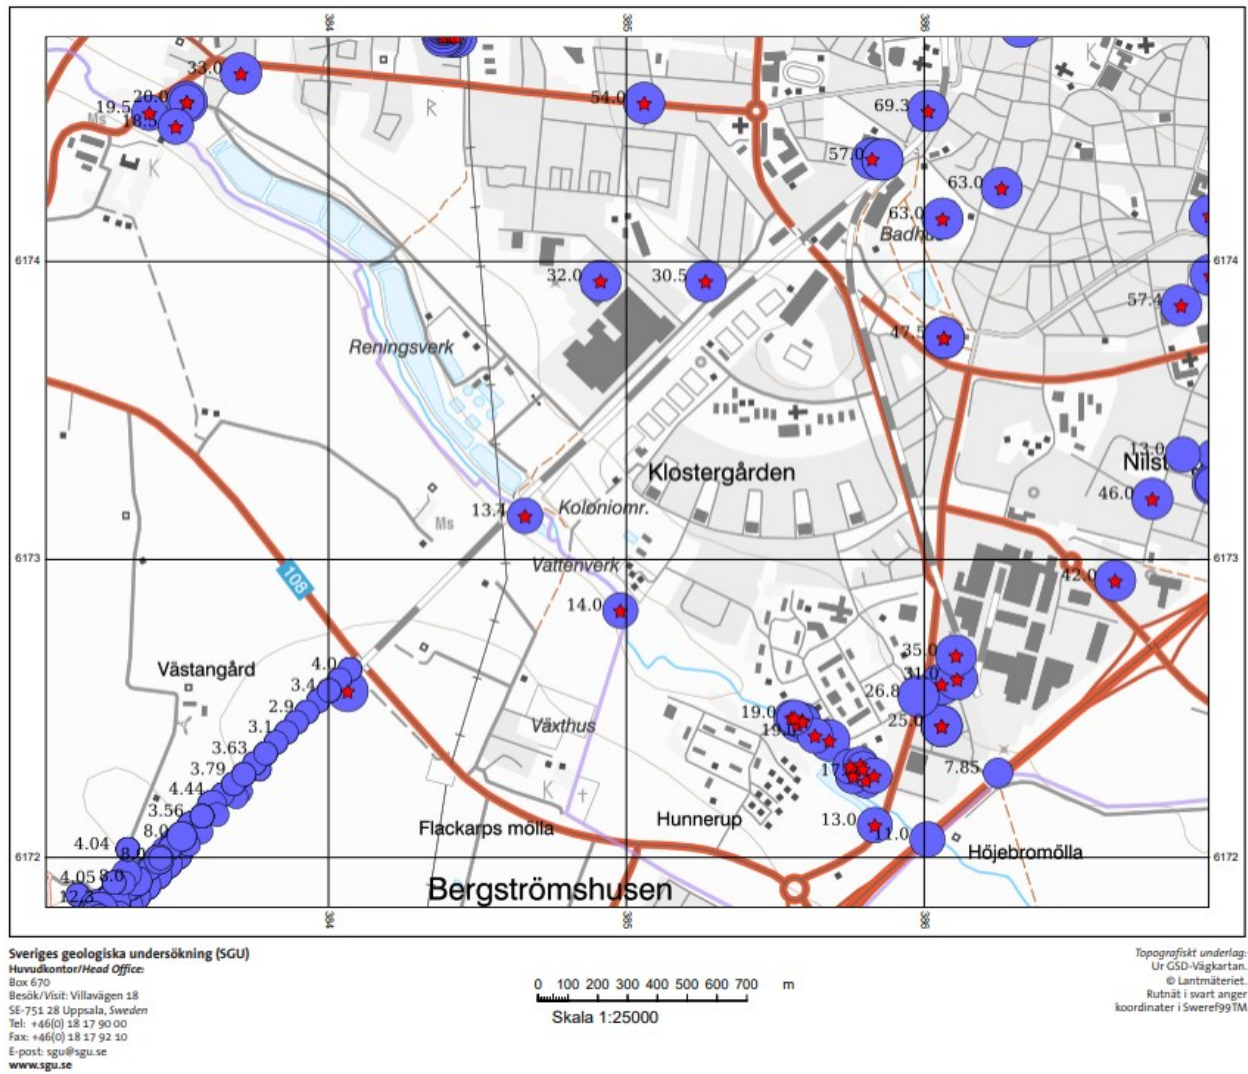 384
385
386
33.0
20.0
19.5
18.5
Ms
K
R
K
54.0
69.3
57.0
63.0
63.0
Badhus
6174
6174
32.0
30.5
57.4
47.5
Reningsverk
13.0
Klostergården
Nilst
46.0
13.4
Koloniomr.
Ms
6173
6173
Vattenverk
42.0
108
14.0
35.0
Västangård
4.0
31.0
3.4
26.8
2.9
19.0
25.0
3.1
Växthus
19.0
3.63
3.79
17
7.85
4.44
K
3.56
Hunnerup
13.0
8.0
Flackarps mölla
11.0
4.04
8.0
Höjebromölla
6172
6172
4.05
8.0
Bergströmshusen
12.3
384
385
386
Sveriges geologiska undersökning (SGU)
Huvudkontor/Head Office:
Box 670
Besök/Visit: Villavägen 18
SE-751 28 Uppsala, Sweden
Tel: +46(0) 18 17 90 00
Fax: +46(0) 18 17 92 10
E-post: sgu@sgu.se
www.sgu.se
0 100 200 300 400 500 600 700 m
Skala 1:25000
Topografiskt underlag:
Ur GSD-Vägkartan.
© Lantmäteriet.
Rutnät i svart anger
koordinater i Sweref99TM